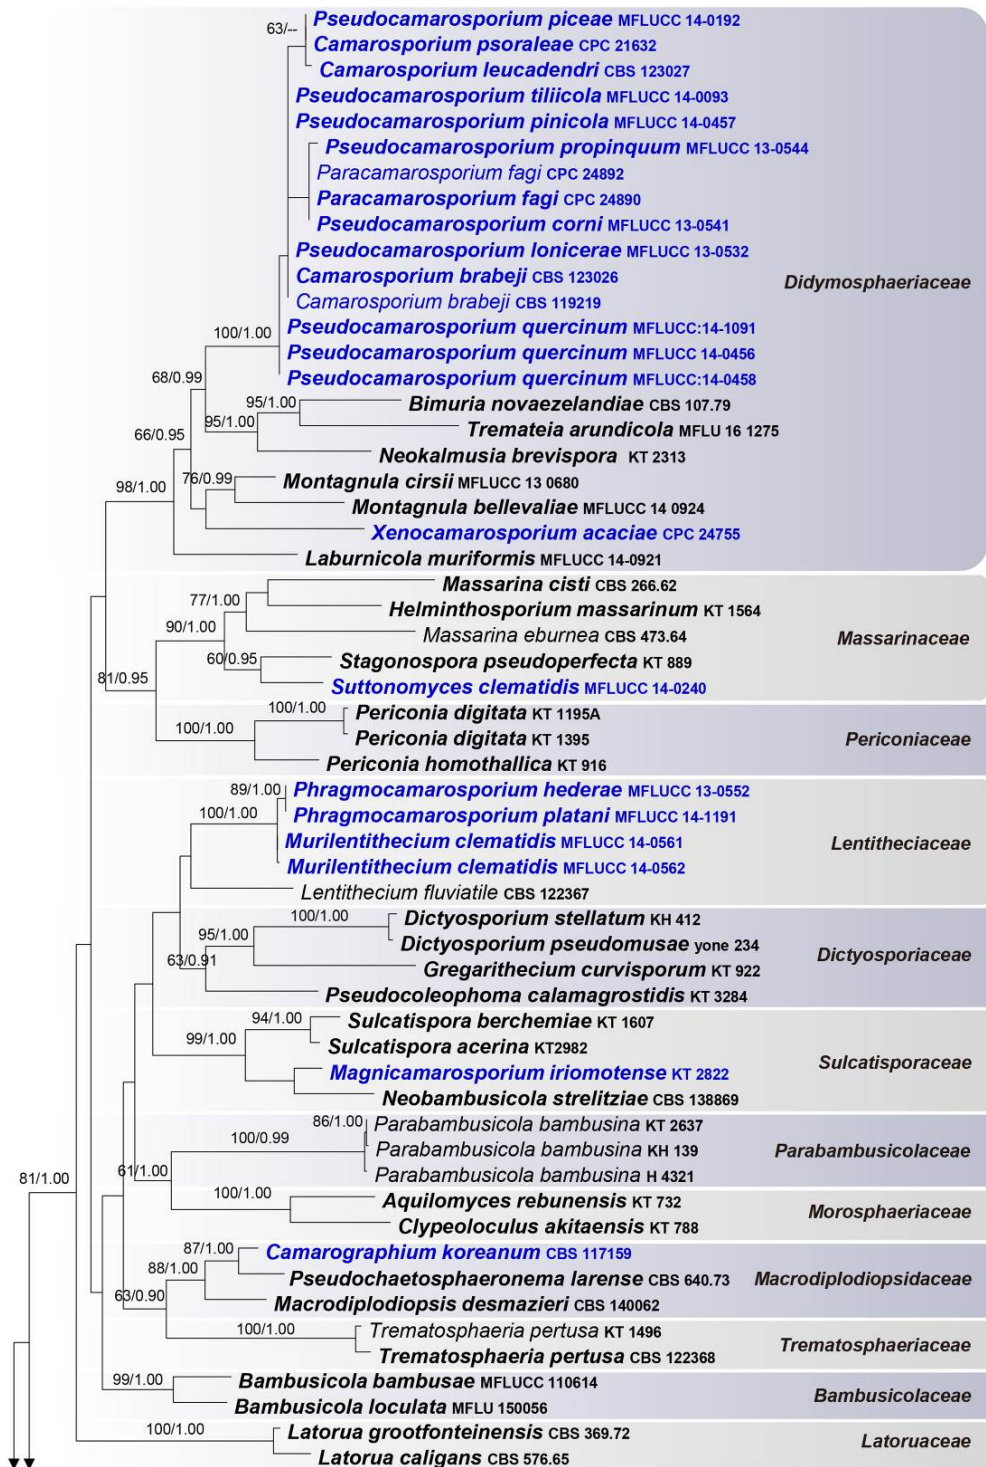 63/--
Pseudocamarosporium piceae MFLUCC 14-0192
Camarosporium psoraleae CPC 21632
Camarosporium leucadendri CBS 123027
Pseudocamarosporium tiliicola MFLUCC 14-0093
Pseudocamarosporium pinicola MFLUCC 14-0457
Pseudocamarosporium propinquum MFLUCC 13-0544
Paracamarosporium fagi CPC 24892
Paracamarosporium fagi CPC 24890
Pseudocamarosporium corni MFLUCC 13-0541
Pseudocamarosporium lonicerae MFLUCC 13-0532
Camarosporium brabeji CBS 123026
Didymosphaeriaceae
Camarosporium brabeji CBS 119219
100/1.00
Pseudocamarosporium quercinum MFLUCC:14-1091
Pseudocamarosporium quercinum MFLUCC 14-0456
Pseudocamarosporium quercinum MFLUCC:14-0458
68/0.99
95/1.00
Bimuria novaezelandiae CBS 107.79
95/1.00
Tremateia arundicola MFLU 16 1275
66/0.95
Neokalmusia brevispora KT 2313
76/0.99
Montagnula cirsii MFLUCC 13 0680
98/1.00
Montagnula bellevaliae MFLUCC 14 0924
Xenocamarosporium acaciae CPC 24755
Laburnicola muriformis MFLUCC 14-0921
Massarina cisti CBS 266.62
77/1.00
Helminthosporium massarinum KT 1564
90/1.00
Massarina eburnea CBS 473.64
Massarinaceae
60/0.95
Stagonospora pseudoperfecta KT 889
81/0.95
Suttonomyces clematidis MFLUCC 14-0240
100/1.00
Periconia digitata KT 1195A
100/1.00
Periconia digitata KT 1395
Periconiaceae
Periconia homothallica KT 916
89/1.00
Phragmocamarosporium hederae MFLUCC 13-0552
100/1.00
Phragmocamarosporium platani MFLUCC 14-1191
Murilentithecium clematidis MFLUCC 14-0561
Lentitheciaceae
Murilentithecium clematidis MFLUCC 14-0562
Lentithecium fluviatile CBS 122367
100/1.00
Dictyosporium stellatum KH 412
95/1.00
Dictyosporium pseudomusae yone 234
Dictyosporiaceae
63/0.91
Gregarithecium curvisporum KT 922
Pseudocoleophoma calamagrostidis KT 3284
94/1.00
Sulcatispora berchemiae KT 1607
99/1.00
Sulcatispora acerina KT2982
Sulcatisporaceae
Magnicamarosporium iriomotense KT 2822
Neobambusicola strelitziae CBS 138869
86/1.00
Parabambusicola bambusina KT 2637
100/0.99
Parabambusicola bambusina KH 139
Parabambusicolaceae
61/1.00
Parabambusicola bambusina H 4321
81/1.00
100/1.00
Aquilomyces rebunensis KT 732
Morosphaeriaceae
Clypeoloculus akitaensis KT 788
87/1.00
Camarographium koreanum CBS 117159
88/1.00
Pseudochaetosphaeronema larense CBS 640.73
Macrodiplodiopsidaceae
63/0.90
Macrodiplodiopsis desmazieri CBS 140062
100/1.00
Trematosphaeria pertusa KT 1496
Trematosphaeriaceae
Trematosphaeria pertusa CBS 122368
99/1.00
Bambusicola bambusae MFLUCC 110614
Bambusicolaceae
Bambusicola loculata MFLU 150056
100/1.00
Latorua grootfonteinensis CBS 369.72
Latoruaceae
Latorua caligans CBS 576.65